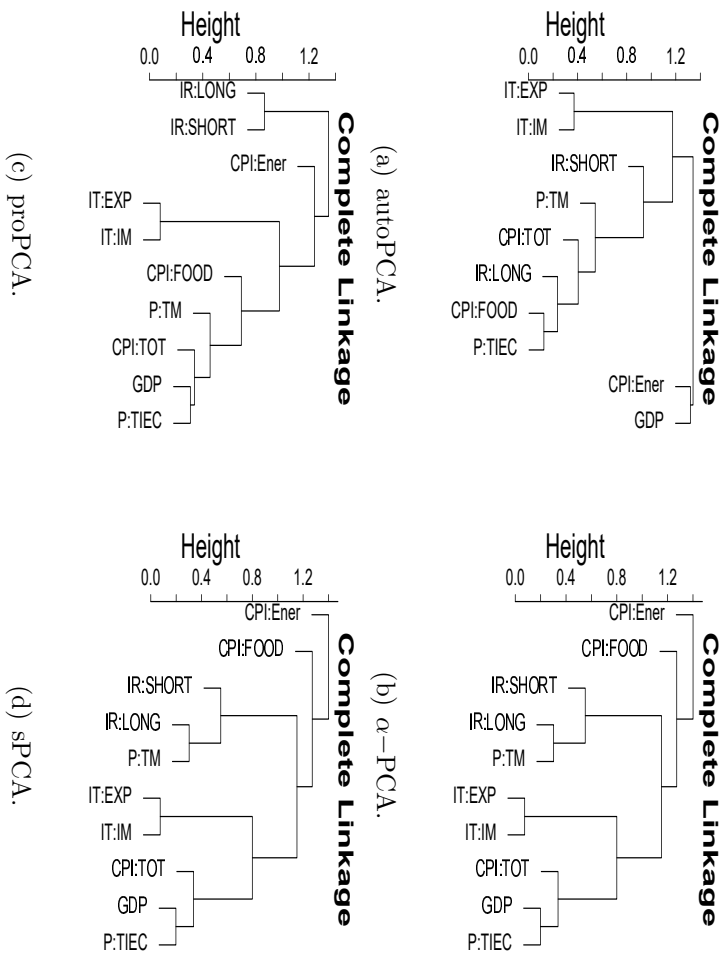 Complete Linkage
Height
0.0 0.4 0.8 1.2
IT:EXP
IT:IM
IR:SHORT
P:TM
CPI:TOT
IR:LONG
CPI:FOOD
P:TIEC
CPI:Ener
GDP
(a) autoPCA.
Complete Linkage
Height
0.0 0.4 0.8 1.2
CPI:Ener
CPI:FOOD
IR:SHORT
IR:LONG
P:TM
IT:EXP
IT:IM
CPI:TOT
GDP
P:TIEC
(b) α−PCA.
Complete Linkage
Height
0.0 0.4 0.8 1.2
IR:LONG
IR:SHORT
CPI:Ener
IT:EXP
IT:IM
CPI:FOOD
P:TM
CPI:TOT
GDP
P:TIEC
(c) proPCA.
Complete Linkage
Height
0.0 0.4 0.8 1.2
CPI:Ener
CPI:FOOD
IR:SHORT
IR:LONG
P:TM
IT:EXP
IT:IM
CPI:TOT
GDP
P:TIEC
(d) sPCA.